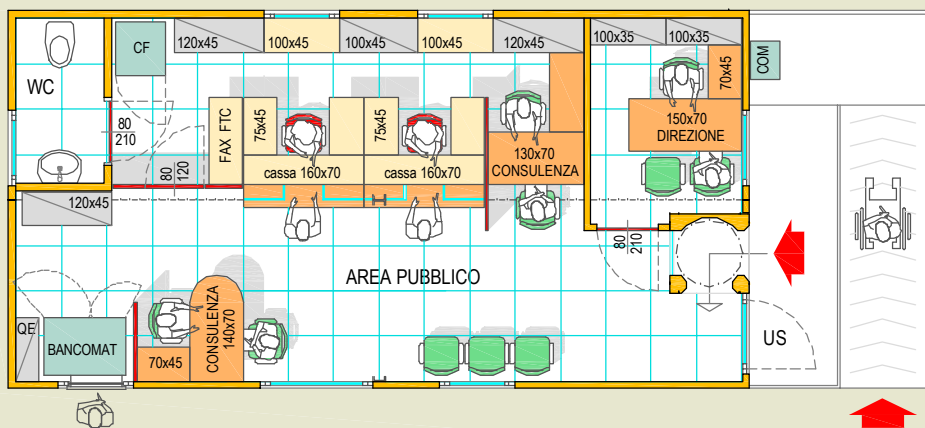 WC
CF
120x45
100x45
100x45
100x45
120x45
100x35
100x35
70x45
COM
FAX FTC
75x45
75x45
80
210
80
120
cassa 160x70
cassa 160x70
130x70
CONSULENZA
150x70
DIREZIONE
120x45
80
210
AREA PUBBLICO
QE
BANCOMAT
70x45
CONSULENZA
140x70
US